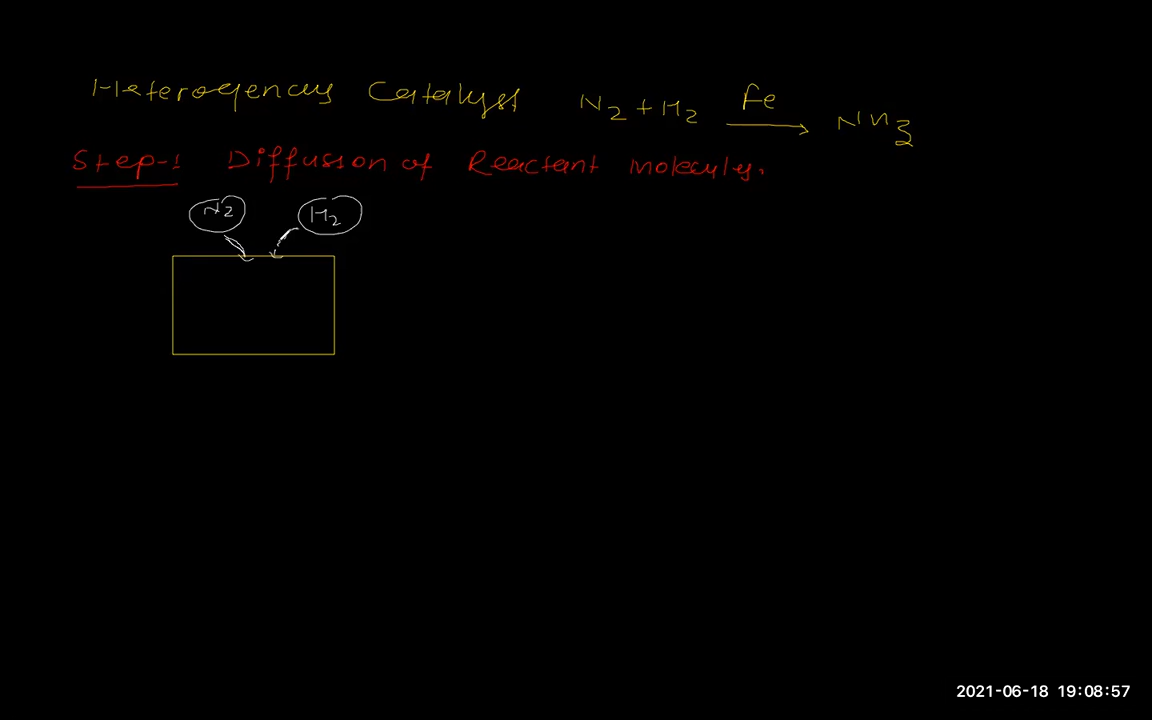 Heterogeneous Catalyst N2 + H2 Fe → NH3
Step-1 Diffusion of Reactant molecules.
N2 H2
2021-06-18 19:08:57